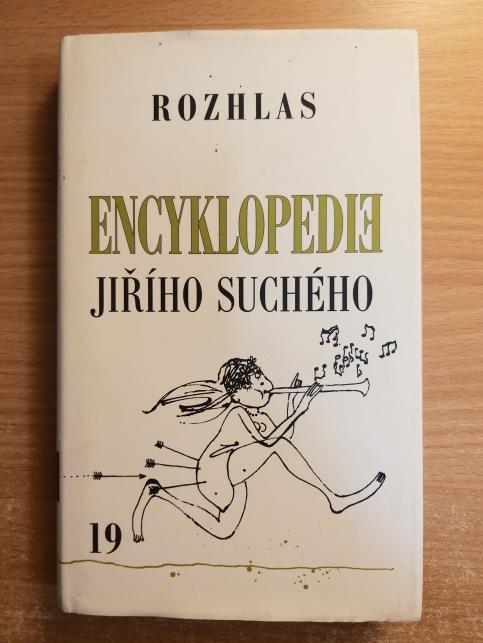 ROZHLAS
ENCYKLOPEDIE
JIŘÍHO SUCHÉHO
19